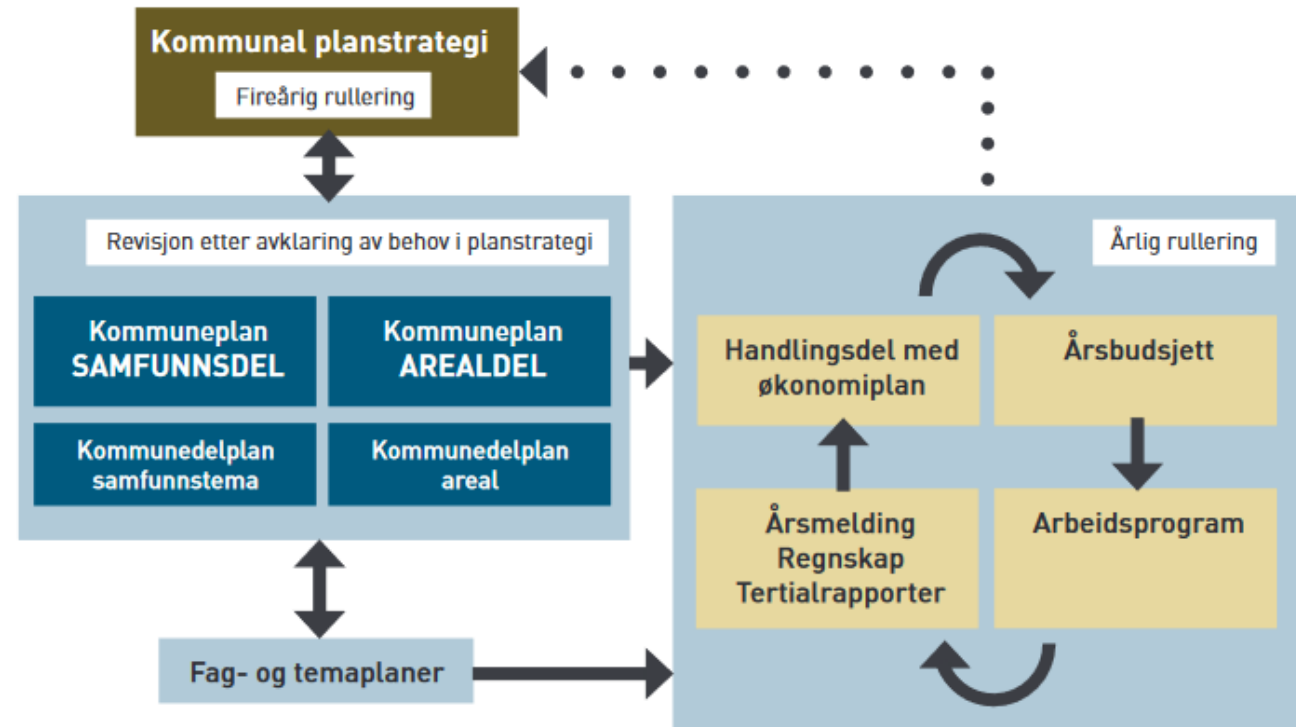 Kommunal planstrategi
Fireårig rullering
Revisjon etter avklaring av behov i planstrategi
Kommuneplan
SAMFUNNSDEL
Kommuneplan
AREALDEL
Kommunedelplan
samfunnstema
Kommunedelplan
areal
Fag- og temaplaner
Årlig rullering
Handlingsdel med
økonomiplan
Årsbudsjett
Årsmelding
Regnskap
Tertialrapporter
Arbeidsprogram